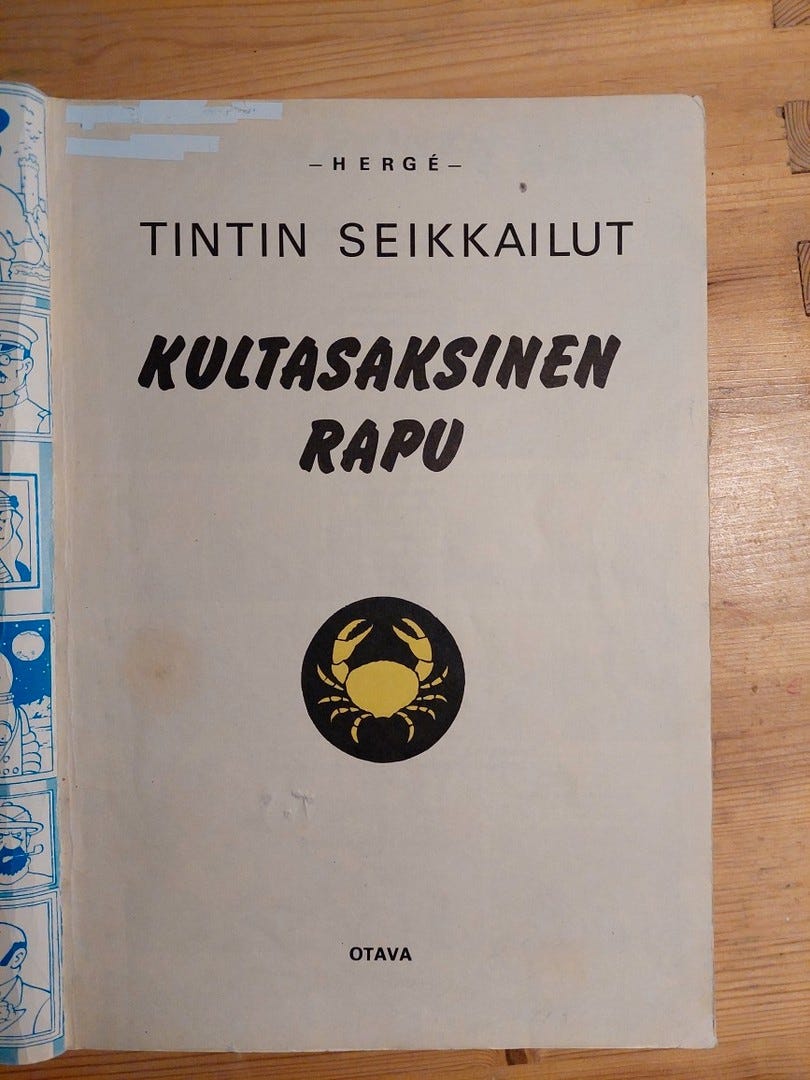 –HERGÉ–
TINTIN SEIKKAILUT
KULTASAKSINEN
RAPU
OTAVA